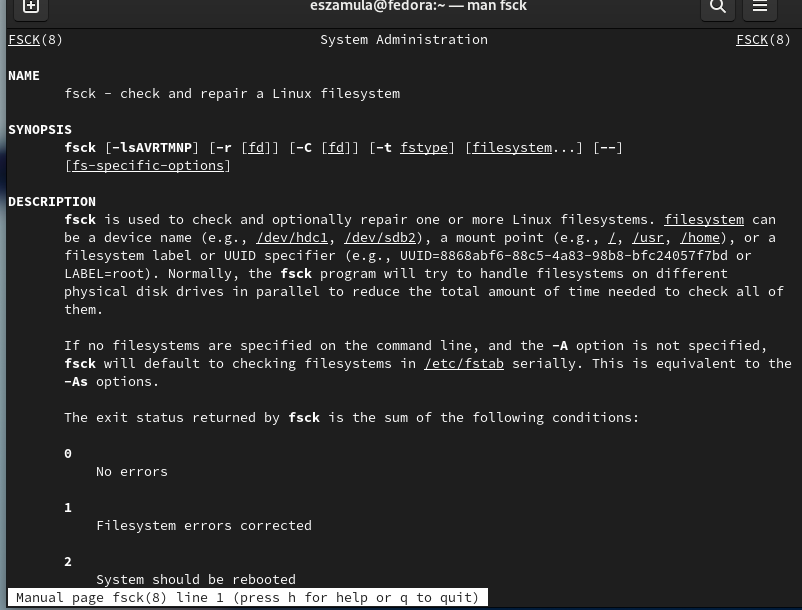 eszamula@fedora:~ — man fsck
FSCK(8) System Administration FSCK(8)
NAME
fsck - check and repair a Linux filesystem
SYNOPSIS
fsck [-lsAVRTMNP] [-r [fd]] [-C [fd]] [-t fstype] [filesystem...] [--]
[fs-specific-options]
DESCRIPTION
fsck is used to check and optionally repair one or more Linux filesystems. filesystem can
be a device name (e.g., /dev/hdc1, /dev/sdb2), a mount point (e.g., /, /usr, /home), or a
filesystem label or UUID specifier (e.g., UUID=8868abf6-88c5-4a83-98b8-bfc24057f7bd or
LABEL=root). Normally, the fsck program will try to handle filesystems on different
physical disk drives in parallel to reduce the total amount of time needed to check all of
them.
If no filesystems are specified on the command line, and the -A option is not specified,
fsck will default to checking filesystems in /etc/fstab serially. This is equivalent to the
-As options.
The exit status returned by fsck is the sum of the following conditions:
0
No errors
1
Filesystem errors corrected
2
System should be rebooted
Manual page fsck(8) line 1 (press h for help or q to quit)